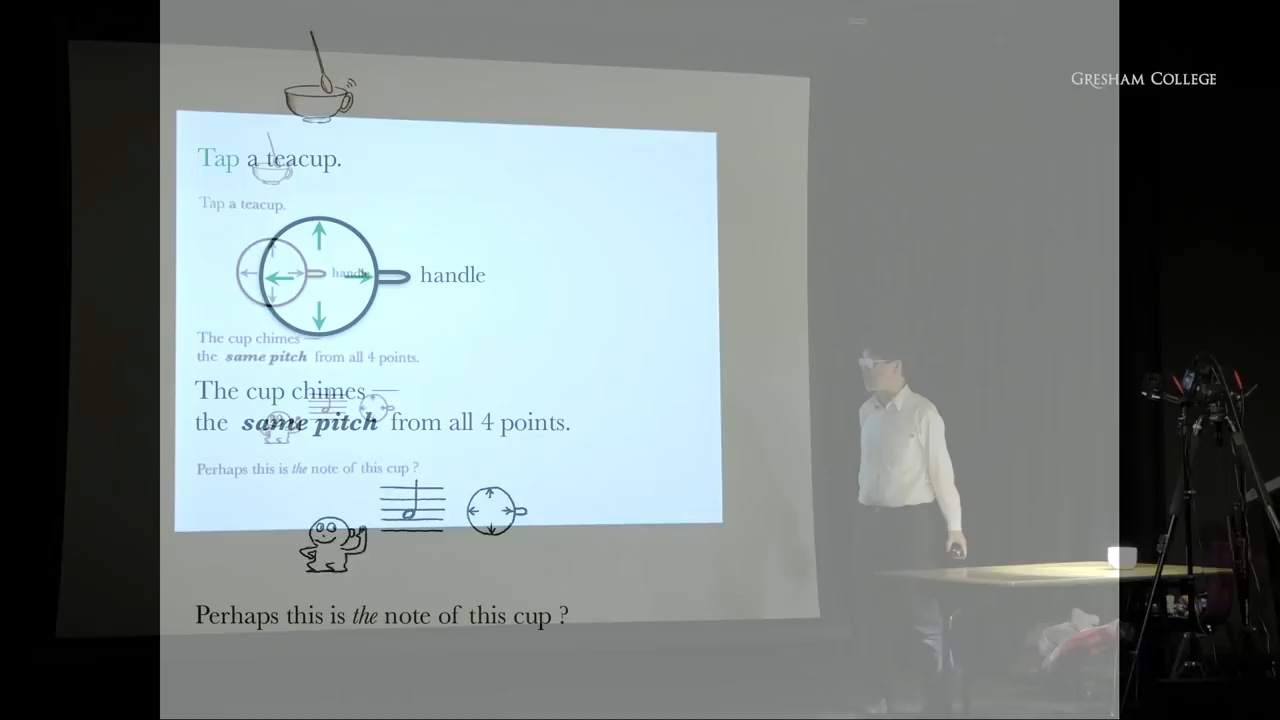 GRESHAM COLLEGE
Tap a teacup.
Tap a teacup.
handle
handle
The cup chimes —
the same pitch from all 4 points.
The cup chimes —
the same pitch from all 4 points.
Perhaps this is the note of this cup ?
Perhaps this is the note of this cup ?